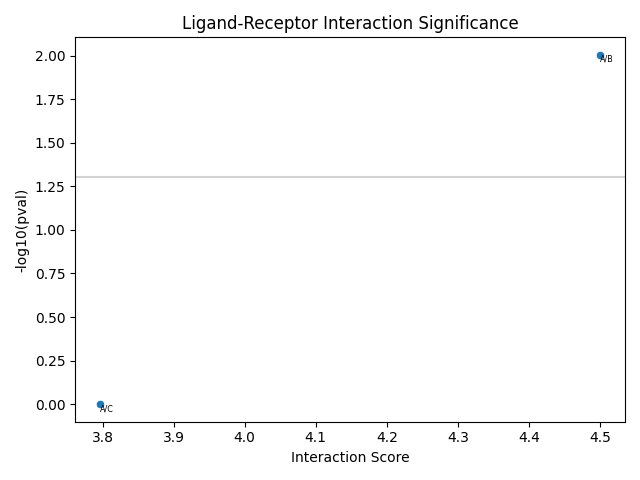 Ligand-Receptor Interaction Significance
2.00
A/B
1.75
1.50
1.25
1.00
0.75
0.50
0.25
0.00
A/C
-log10(pval)
3.8 3.9 4.0 4.1 4.2 4.3 4.4 4.5
Interaction Score